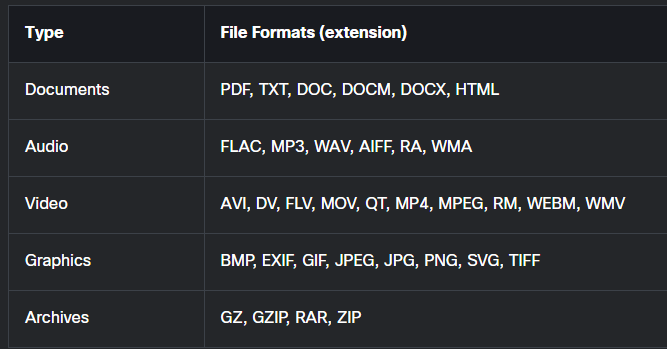 Type File Formats (extension)
Documents PDF, TXT, DOC, DOCM, DOCX, HTML
Audio FLAC, MP3, WAV, AIFF, RA, WMA
Video AVI, DV, FLV, MOV, QT, MP4, MPEG, RM, WEBM, WMV
Graphics BMP, EXIF, GIF, JPEG, JPG, PNG, SVG, TIFF
Archives GZ, GZIP, RAR, ZIP